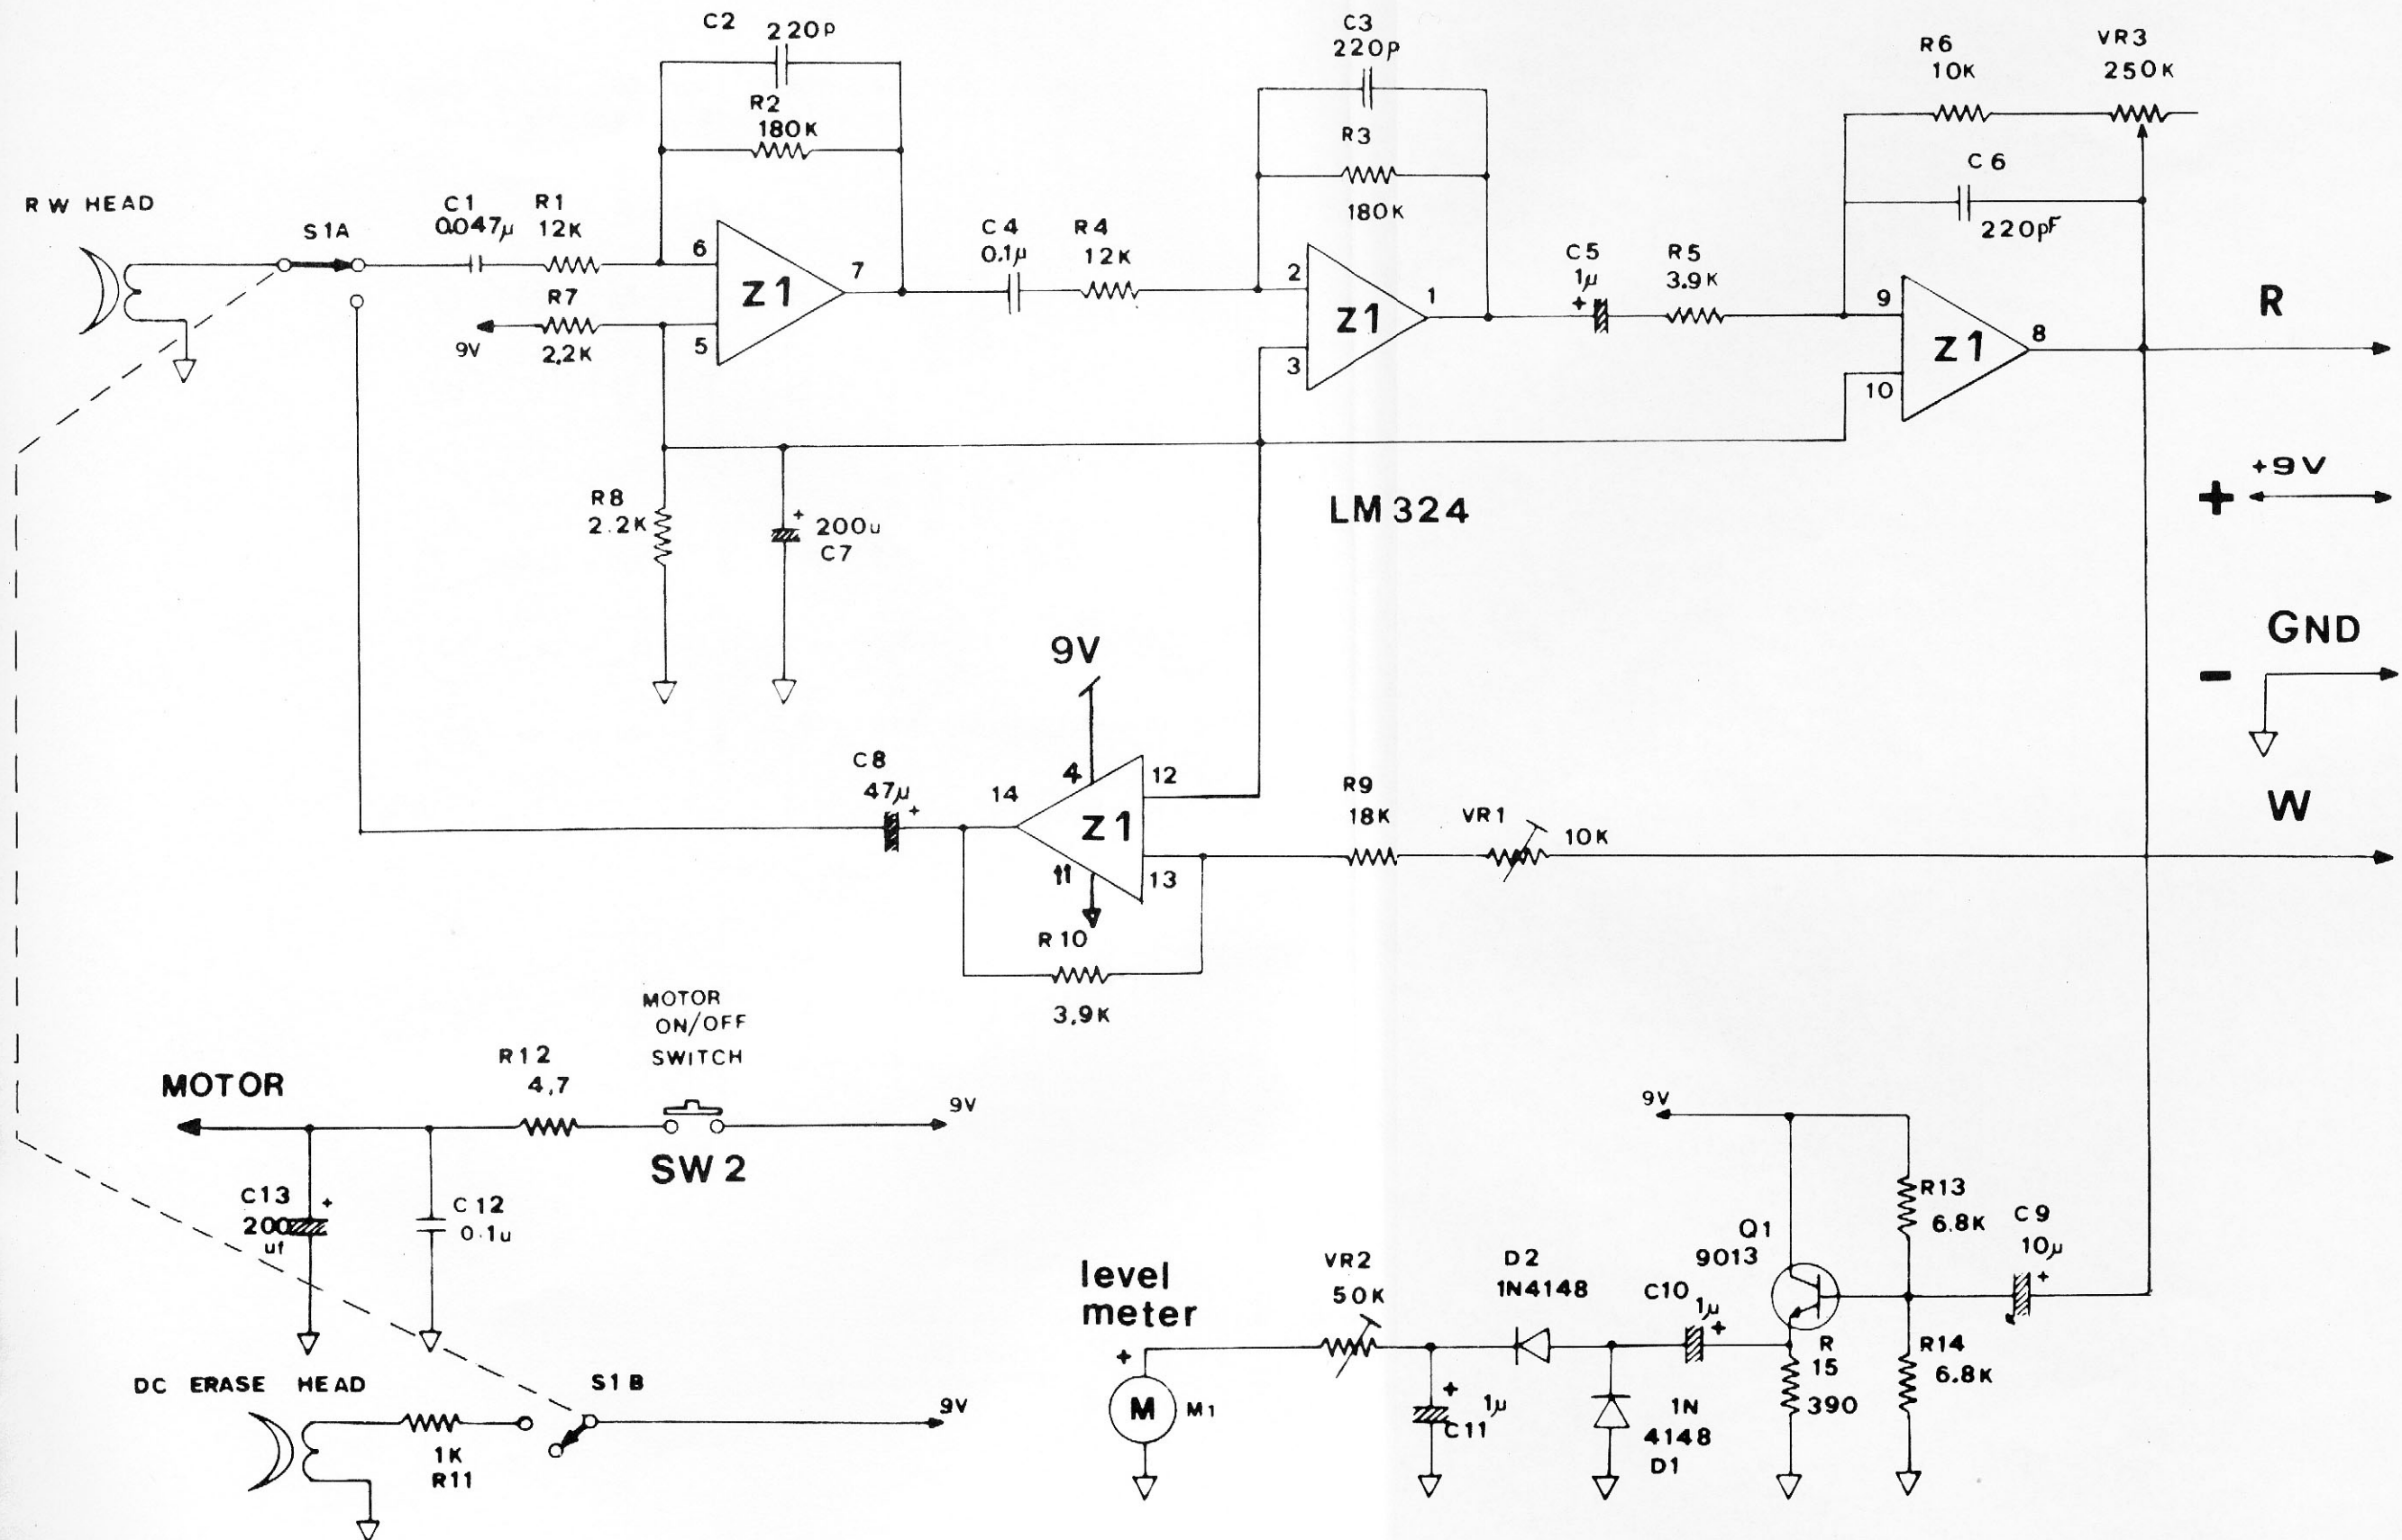 C2 220p
R2
180K
C3
220p
R3
180K
R6
10K
VR3
250K
C 6
220pF
RW HEAD
S1A
C1
0.047µ
R1
12K
R7
2,2K
9V
6
5
7
Z1
C4
0.1µ
R4
12K
2
3
1
Z1
C5
1µ
+
R5
3.9K
9
10
8
Z1
R
R8
2.2K
+
200u
C7
LM324
+9V
+
GND
-
W
9V
C8
47µ
+
14
4
11
12
13
Z1
R9
18K
VR1
10K
R10
3,9K
MOTOR
ON/OFF
SWITCH
MOTOR
R12
4,7
9V
SW2
C13
200
uf
+
C12
0.1u
DC ERASE HEAD
1K
R11
S1B
9V
level
meter
+
M
M1
VR2
50K
D2
1N4148
C10
1µ
+
+
1µ
C11
1N
4148
D1
9V
Q1
9013
R
15
390
R13
6.8K
R14
6.8K
C9
10µ
+